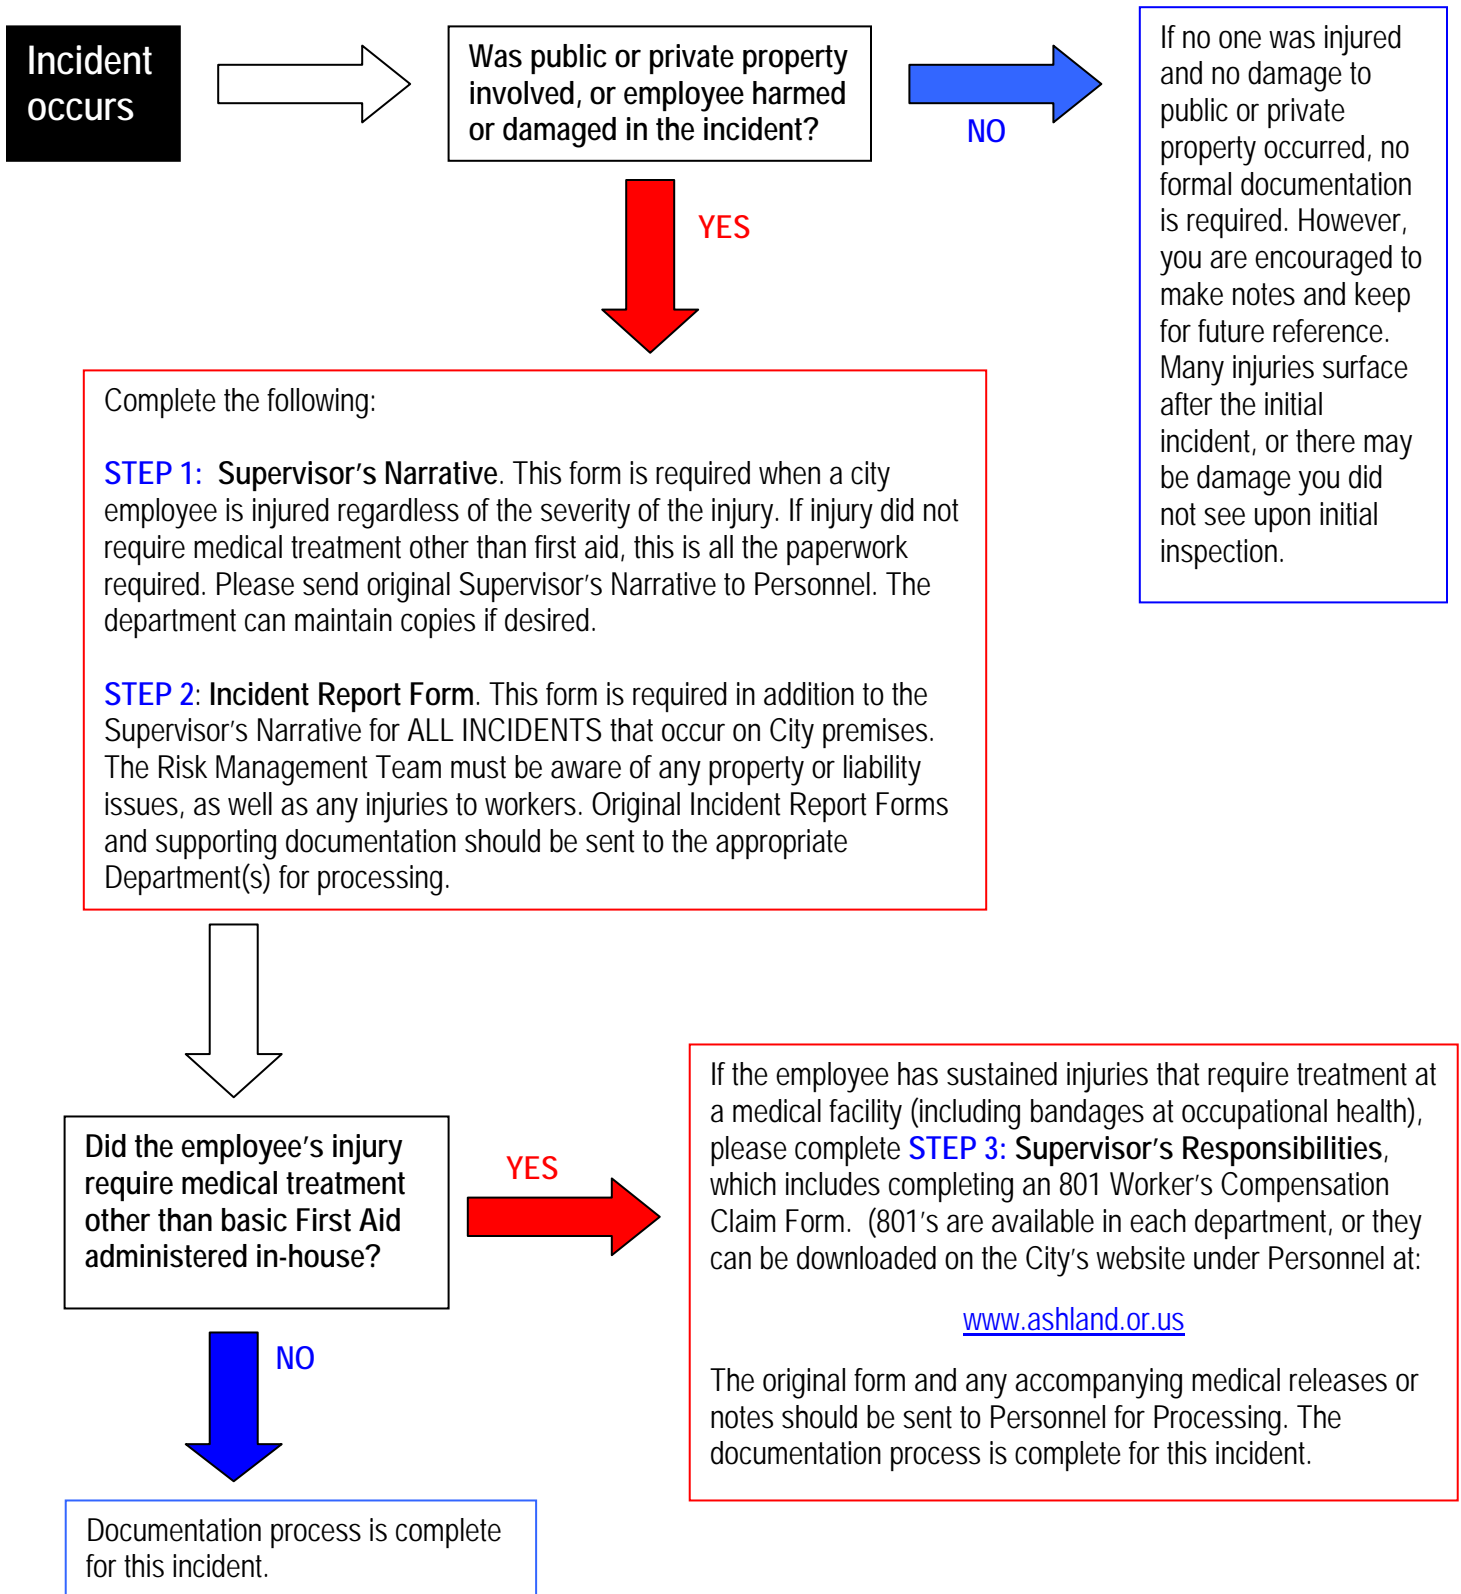 Incident
occurs
Was public or private property
involved, or employee harmed
or damaged in the incident?
NO
If no one was injured
and no damage to
public or private
property occurred, no
formal documentation
is required. However,
you are encouraged to
make notes and keep
for future reference.
Many injuries surface
after the initial
incident, or there may
be damage you did
not see upon initial
inspection.
YES
Complete the following:
STEP 1: Supervisor’s Narrative. This form is required when a city
employee is injured regardless of the severity of the injury. If injury did not
require medical treatment other than first aid, this is all the paperwork
required. Please send original Supervisor’s Narrative to Personnel. The
department can maintain copies if desired.
STEP 2: Incident Report Form. This form is required in addition to the
Supervisor’s Narrative for ALL INCIDENTS that occur on City premises.
The Risk Management Team must be aware of any property or liability
issues, as well as any injuries to workers. Original Incident Report Forms
and supporting documentation should be sent to the appropriate
Department(s) for processing.
Did the employee’s injury
require medical treatment
other than basic First Aid
administered in-house?
YES
If the employee has sustained injuries that require treatment at
a medical facility (including bandages at occupational health),
please complete STEP 3: Supervisor’s Responsibilities,
which includes completing an 801 Worker’s Compensation
Claim Form. (801’s are available in each department, or they
can be downloaded on the City’s website under Personnel at:
www.ashland.or.us
The original form and any accompanying medical releases or
notes should be sent to Personnel for Processing. The
documentation process is complete for this incident.
NO
Documentation process is complete
for this incident.